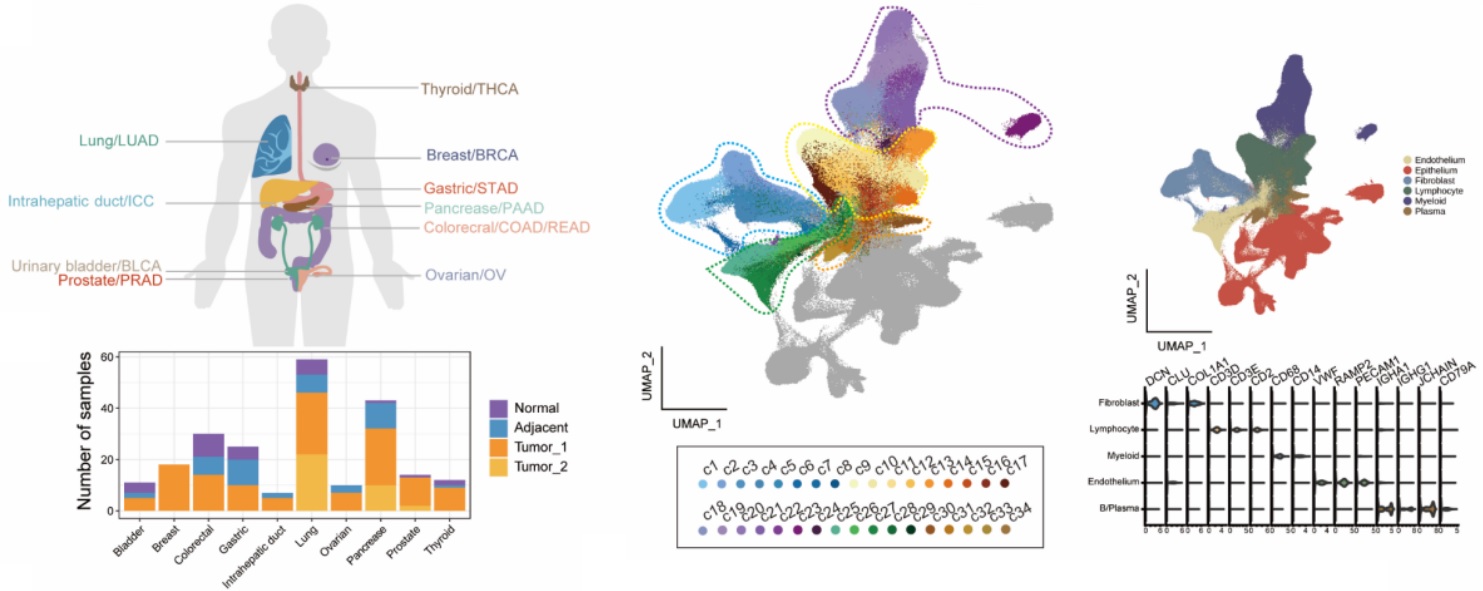 Thyroid/THCA
Lung/LUAD
Breast/BRCA
Gastric/STAD
Intrahepatic duct/ICC
Pancrease/PAAD
Colorecral/COAD/READ
Urinary bladder/BLCA
Prostate/PRAD
Ovarian/OV
Number of samples
60
40
20
0
Bladder
Breast
Colorectal
Gastric
Intrahepatic duct
Lung
Ovarian
Pancrease
Prostate
Thyroid
Normal
Adjacent
Tumor_1
Tumor_2
UMAP_2
UMAP_1
c1 c2 c3 c4 c5 c6 c7 c8 c9 c10 c11 c12 c13 c14 c15 c16 c17
c18 c19 c20 c21 c22 c23 c24 c25 c26 c27 c28 c29 c30 c31 c32 c33 c34
Endothelium
Epithelium
Fibroblast
Lymphocyte
Myeloid
Plasma
UMAP_2
UMAP_1
DCN CLU COL1A1 CD3D CD3E CD2 CD68 CD14 VWF RAMP2 PECAM1 IGHA1 IGHG1 JCHAIN CD79A
Fibroblast
Lymphocyte
Myeloid
Endothelium
B/Plasma